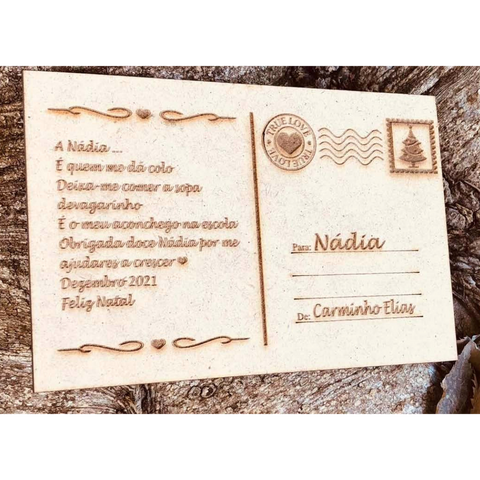 A Nádia ...
É quem me dá colo
Deixa-me comer a sopa
devagarinho
É o meu aconchego na escola
Obrigada doce Nádia por me
ajudares a crescer ❤
Dezembro 2021
Feliz Natal
TRUE LOVE · TRUE LOVE ·
Para: Nádia
De: Carminho Elias